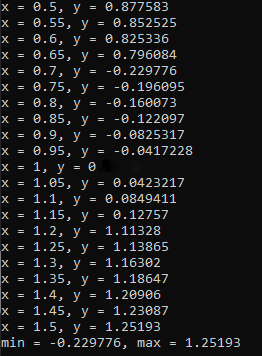 x = 0.5, y = 0.877583
x = 0.55, y = 0.852525
x = 0.6, y = 0.825336
x = 0.65, y = 0.796084
x = 0.7, y = -0.229776
x = 0.75, y = -0.196095
x = 0.8, y = -0.160073
x = 0.85, y = -0.122097
x = 0.9, y = -0.0825317
x = 0.95, y = -0.0417228
x = 1, y = 0
x = 1.05, y = 0.0423217
x = 1.1, y = 0.0849411
x = 1.15, y = 0.12757
x = 1.2, y = 1.11328
x = 1.25, y = 1.13865
x = 1.3, y = 1.16302
x = 1.35, y = 1.18647
x = 1.4, y = 1.20906
x = 1.45, y = 1.23087
x = 1.5, y = 1.25193
min = -0.229776, max = 1.25193